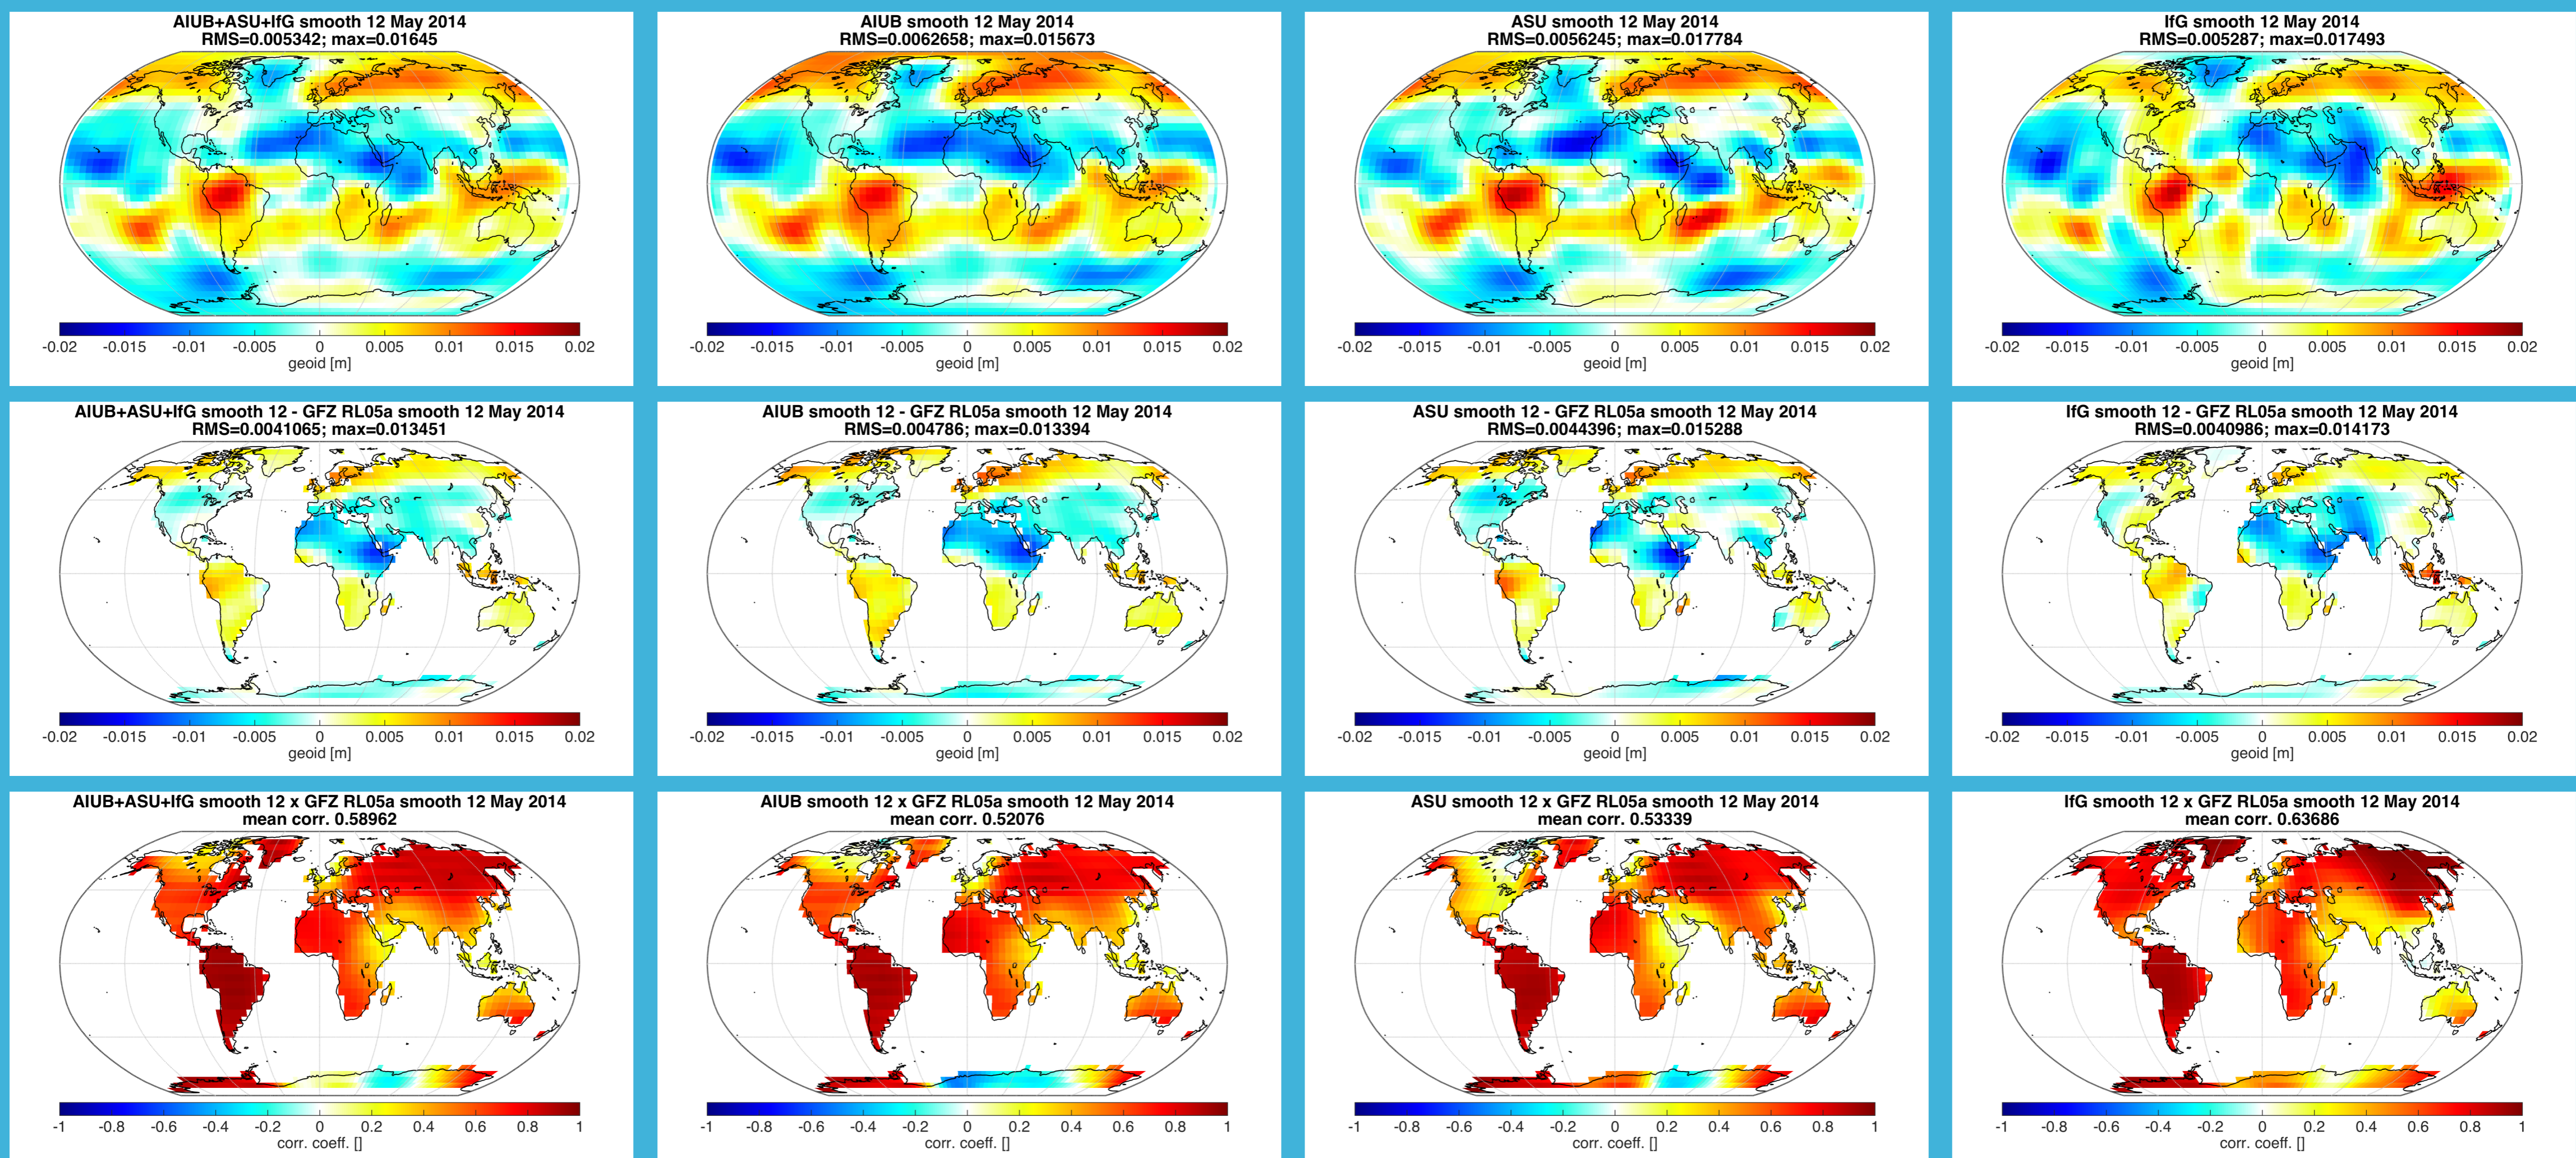 AIUB+ASU+IfG smooth 12 May 2014
RMS=0.005342; max=0.01645
-0.02 -0.015 -0.01 -0.005 0 0.005 0.01 0.015 0.02
geoid [m]
AIUB smooth 12 May 2014
RMS=0.0062658; max=0.015673
-0.02 -0.015 -0.01 -0.005 0 0.005 0.01 0.015 0.02
geoid [m]
ASU smooth 12 May 2014
RMS=0.0056245; max=0.017784
-0.02 -0.015 -0.01 -0.005 0 0.005 0.01 0.015 0.02
geoid [m]
IfG smooth 12 May 2014
RMS=0.005287; max=0.017493
-0.02 -0.015 -0.01 -0.005 0 0.005 0.01 0.015 0.02
geoid [m]
AIUB+ASU+IfG smooth 12 - GFZ RL05a smooth 12 May 2014
RMS=0.0041065; max=0.013451
-0.02 -0.015 -0.01 -0.005 0 0.005 0.01 0.015 0.02
geoid [m]
AIUB smooth 12 - GFZ RL05a smooth 12 May 2014
RMS=0.004786; max=0.013394
-0.02 -0.015 -0.01 -0.005 0 0.005 0.01 0.015 0.02
geoid [m]
ASU smooth 12 - GFZ RL05a smooth 12 May 2014
RMS=0.0044396; max=0.015288
-0.02 -0.015 -0.01 -0.005 0 0.005 0.01 0.015 0.02
geoid [m]
IfG smooth 12 - GFZ RL05a smooth 12 May 2014
RMS=0.0040986; max=0.014173
-0.02 -0.015 -0.01 -0.005 0 0.005 0.01 0.015 0.02
geoid [m]
AIUB+ASU+IfG smooth 12 x GFZ RL05a smooth 12 May 2014
mean corr. 0.58962
-1 -0.8 -0.6 -0.4 -0.2 0 0.2 0.4 0.6 0.8 1
corr. coeff. []
AIUB smooth 12 x GFZ RL05a smooth 12 May 2014
mean corr. 0.52076
-1 -0.8 -0.6 -0.4 -0.2 0 0.2 0.4 0.6 0.8 1
corr. coeff. []
ASU smooth 12 x GFZ RL05a smooth 12 May 2014
mean corr. 0.53339
-1 -0.8 -0.6 -0.4 -0.2 0 0.2 0.4 0.6 0.8 1
corr. coeff. []
IfG smooth 12 x GFZ RL05a smooth 12 May 2014
mean corr. 0.63686
-1 -0.8 -0.6 -0.4 -0.2 0 0.2 0.4 0.6 0.8 1
corr. coeff. []